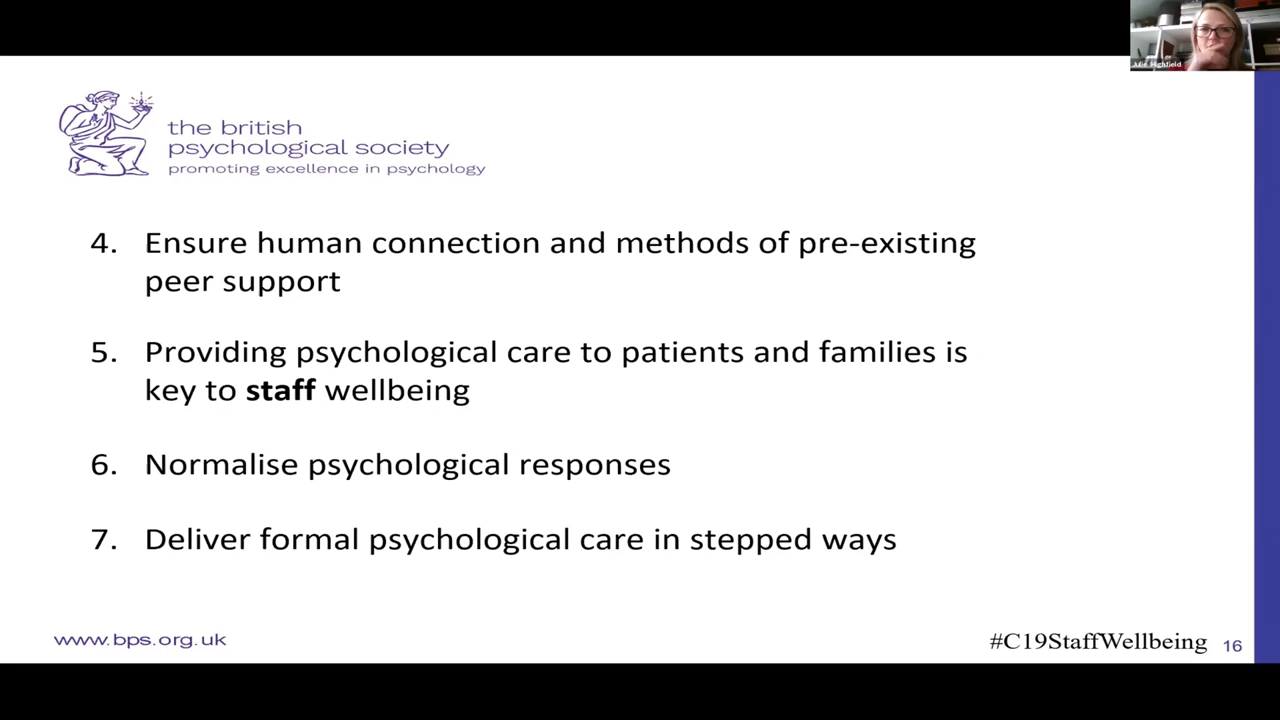 Julie Highfield
the british
psychological society
promoting excellence in psychology
4. Ensure human connection and methods of pre-existing
peer support
5. Providing psychological care to patients and families is
key to staff wellbeing
6. Normalise psychological responses
7. Deliver formal psychological care in stepped ways
www.bps.org.uk
#C19StaffWellbeing 16